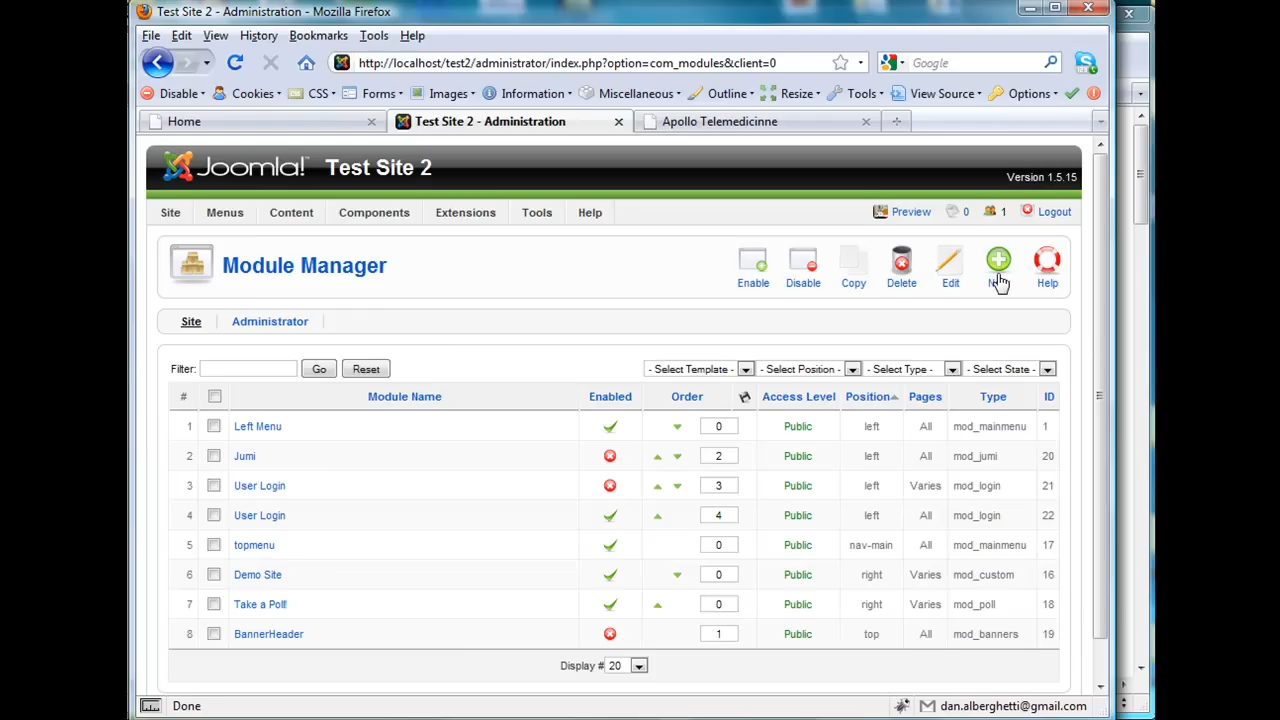 Test Site 2 - Administration - Mozilla Firefox
File Edit View History Bookmarks Tools Help
http://localhost/test2/administrator/index.php?option=com_modules&client=0 Google
Disable Cookies CSS Forms Images Information Miscellaneous Outline Resize Tools View Source Options
Home Test Site 2 - Administration Apollo Telemedicinne
Joomla! Test Site 2 Version 1.5.15
Site Menus Content Components Extensions Tools Help Preview 0 1 Logout
Module Manager
Enable Disable Copy Delete Edit Help
Site Administrator
Filter: Go Reset - Select Template - - Select Position - - Select Type - - Select State -
# Module Name Enabled Order Access Level Position Pages Type ID
1 Left Menu 0 Public left All mod_mainmenu 1
2 Jumi 2 Public left All mod_jumi 20
3 User Login 3 Public left Varies mod_login 21
4 User Login 4 Public left All mod_login 22
5 topmenu 0 Public nav-main All mod_mainmenu 17
6 Demo Site 0 Public right Varies mod_custom 16
7 Take a Poll! 0 Public right Varies mod_poll 18
8 BannerHeader 1 Public top All mod_banners 19
Display # 20
Done dan.alberghetti@gmail.com